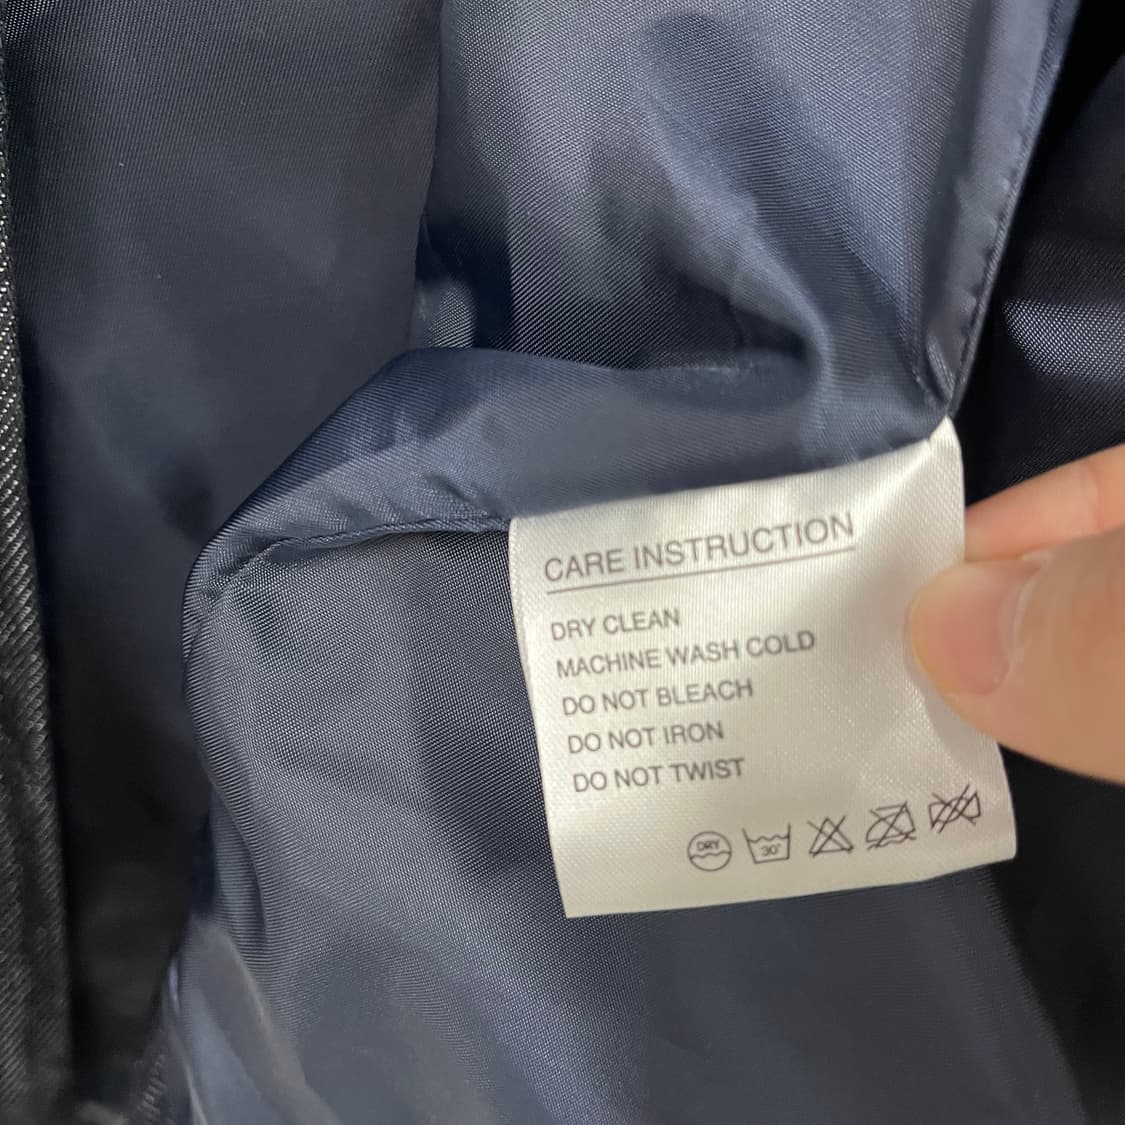 CARE INSTRUCTION
DRY CLEAN
MACHINE WASH COLD
DO NOT BLEACH
DO NOT IRON
DO NOT TWIST
DRY 30°